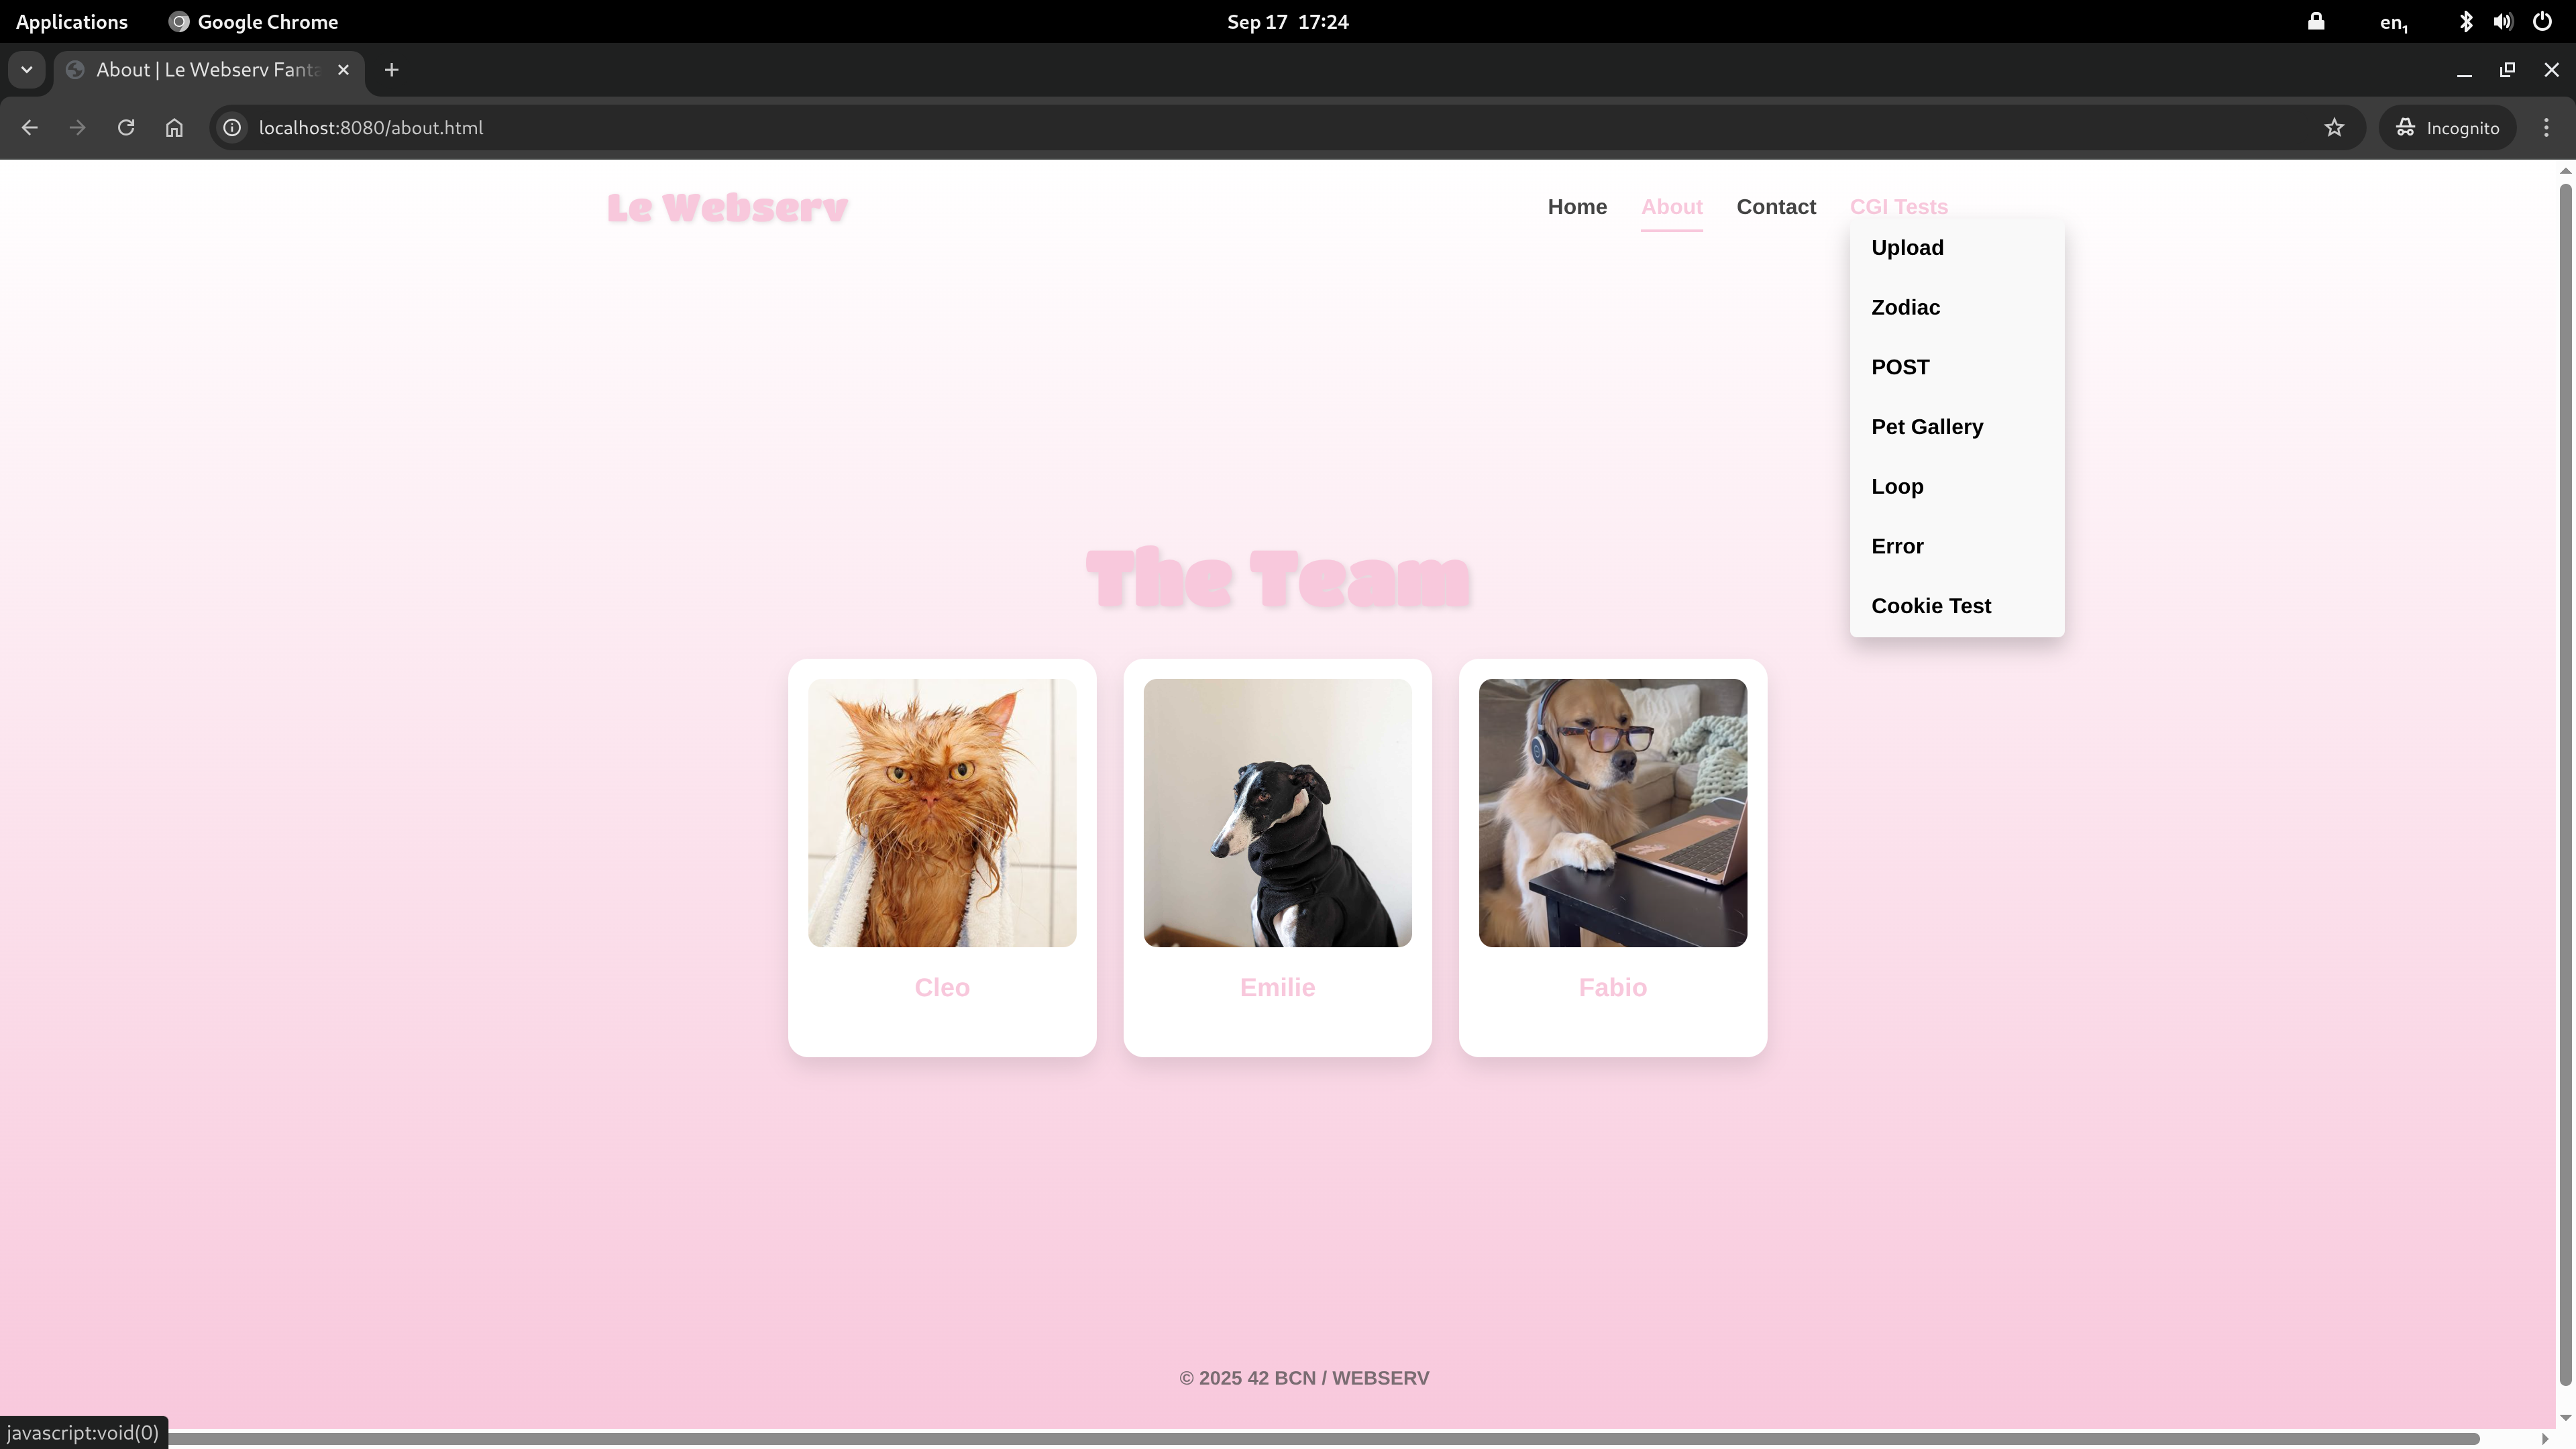 Applications Google Chrome Sep 17 17:24 en1
About | Le Webserv Fanta
localhost:8080/about.html Incognito
Le Webserv Home About Contact CGI Tests
Upload
Zodiac
POST
Pet Gallery
Loop
Error
Cookie Test
The Team
Cleo Emilie Fabio
© 2025 42 BCN / WEBSERV
javascript:void(0)